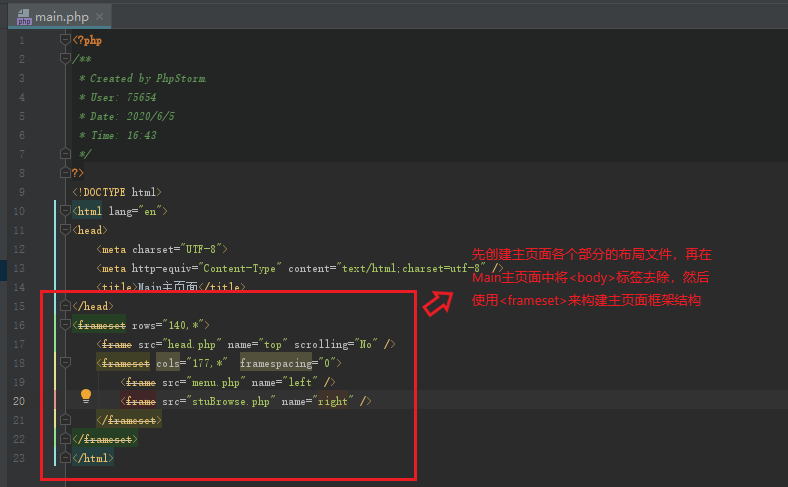 php main.php ×
1 <?php
2 /**
3 * Created by PhpStorm.
4 * User: 75654
5 * Date: 2020/6/5
6 * Time: 16:43
7 */
8 ?>
9 <!DOCTYPE html>
10 <html lang="en">
11 <head>
12 <meta charset="UTF-8">
13 <meta http-equiv="Content-Type" content="text/html;charset=utf-8" />
14 <title>Main主页面</title>
15 </head>
16 <frameset rows="140,*">
17 <frame src="head.php" name="top" scrolling="No" />
18 <frameset cols="177,*" framespacing="0">
19 <frame src="menu.php" name="left" />
20 <frame src="stuBrowse.php" name="right" />
21 </frameset>
22 </frameset>
23 </html>
先创建主页面各个部分的布局文件，再在
Main主页面中将<body>标签去除，然后
使用<frameset>来构建主页面框架结构